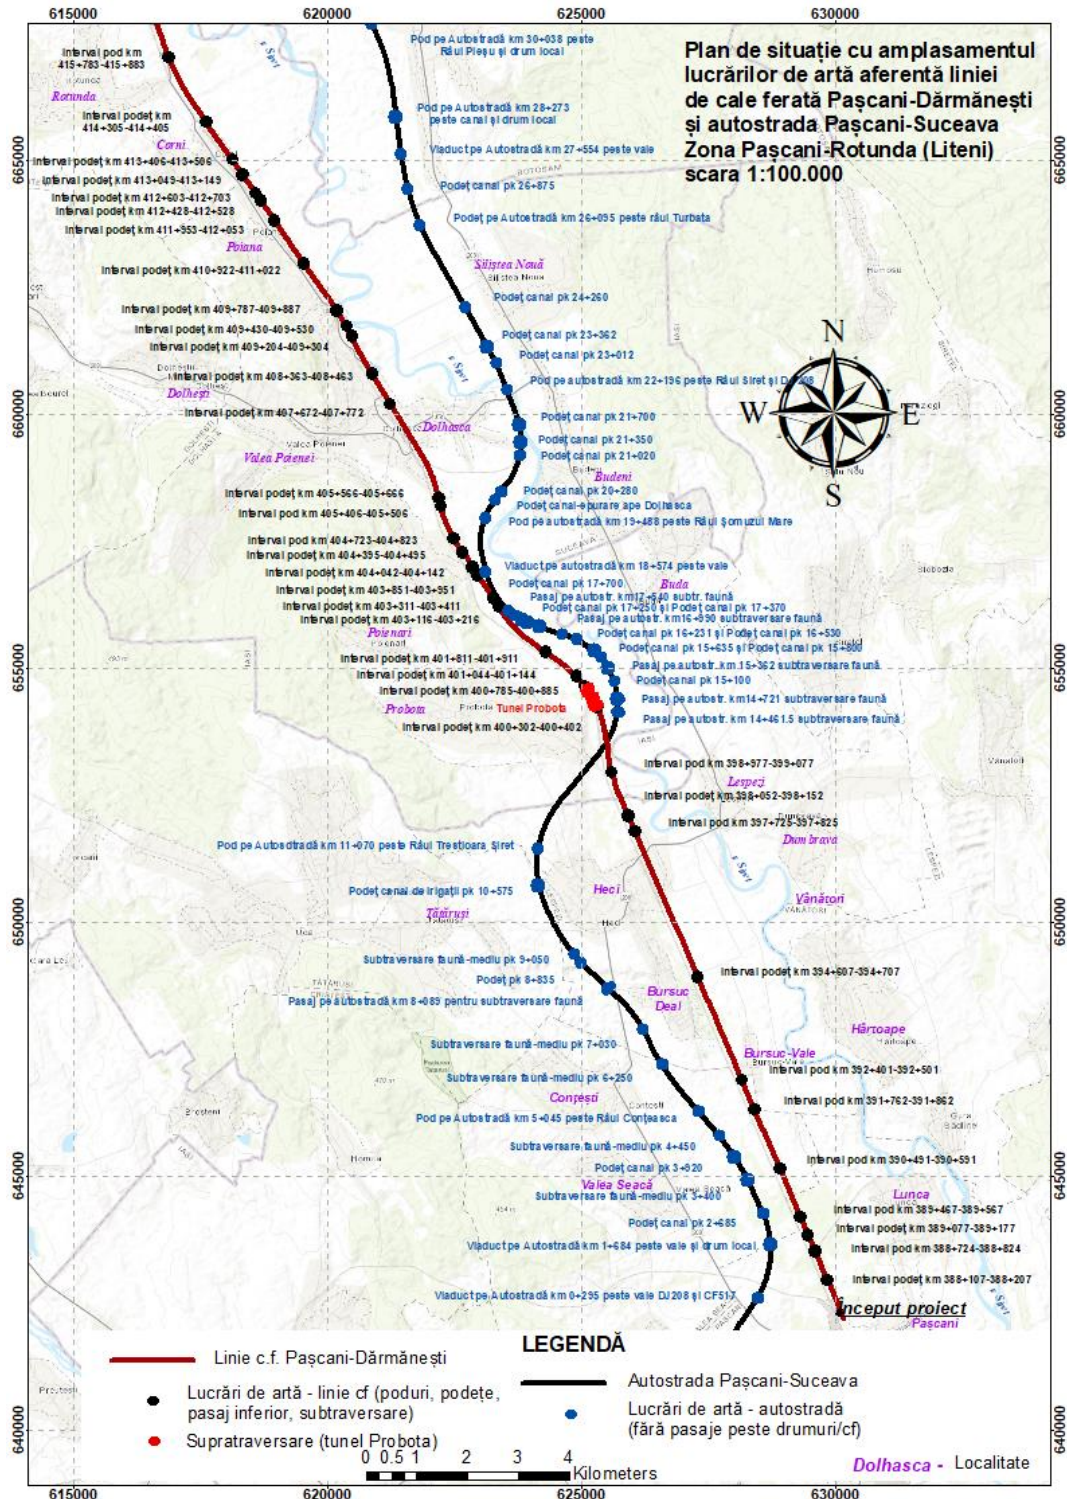 615000
620000
625000
630000
Plan de situație cu amplasamentul
lucrărilor de artă aferentă liniei
de cale ferată Pașcani-Dărmănești
și autostrada Pașcani-Suceava
Zona Pașcani-Rotunda (Liteni)
scara 1:100.000
Interval pod km
415+783-415+883
Rotunda
Interval podeț km
414+305-414+405
Corni
Interval podeț km 413+406-413+506
Interval podeț km 413+049-413+149
Interval podeț km 412+603-412+703
Interval podeț km 412+428-412+528
Interval podeț km 411+953-412+053
Poiana
Interval podeț km 410+922-411+022
Interval podeț km 409+787-409+887
Interval podeț km 409+430-409+530
Interval podeț km 409+204-409+304
Interval podeț km 408+363-408+463
Dolhești
Interval podeț km 407+672-407+772
Dolhasca
Valea Poienei
Valea Poienei
Interval podeț km 405+566-405+666
Interval pod km 405+406-405+506
Interval pod km 404+723-404+823
Interval podeț km 404+395-404+495
Interval podeț km 404+042-404+142
Interval podeț km 403+851-403+951
Interval podeț km 403+311-403+411
Interval podeț km 403+116-403+216
Poienari
Interval podeț km 401+811-401+911
Interval podeț km 401+044-401+144
Interval podeț km 400+785-400+885
Probota
Probota
Tunel Probota
Interval podeț km 400+302-400+402
Pod pe Autostradă km 30+038 peste
Râul Pleșu și drum local
Pod pe Autostradă km 28+273
peste canal și drum local
Viaduct pe Autostradă km 27+554 peste vale
Podeț canal pk 26+875
Podeț pe Autostradă km 26+095 peste râul Turbata
Siliștea Nouă
Silistea Noua
Podeț canal pk 24+260
Podeț canal pk 23+362
Podeț canal pk 23+012
Pod pe autostradă km 22+196 peste Râul Siret și DJ208
Podeț canal pk 21+700
Podeț canal pk 21+350
Podeț canal pk 21+020
Budeni
Podeț canal pk 20+280
Podeț canal-epurare ape Dolhasca
Pod pe autostradă km 19+488 peste Râul Șomuzul Mare
SUCEAVA
Viaduct pe autostradă km 18+574 peste vale
Podeț canal pk 17+700
Buda
Pasaj pe autostr. km17+540 subtr. faună
Podeț canal pk 17+250 și Podeț canal pk 17+370
Pasaj pe autostr. km16+990 subtraversare faună
Podeț canal pk 16+231 și Podeț canal pk 16+530
Podeț canal pk 15+635 și Podeț canal pk 15+800
Pasaj pe autostr. km 15+362 subtraversare faună
Podeț canal pk 15+100
Pasaj pe autostr. km14+721 subtraversare faună
Pasaj pe autostr. km 14+461.5 subtraversare faună
N
W
E
S
r Siret
r Siret
r Siret
r Siret
IASI
IASI
Slobozia
Interval pod km 398+977-399+077
Lespezi
Interval podeț km 398+052-398+152
Interval pod km 397+725-397+825
Dumbrava
Pod pe Autosdtradă km 11+070 peste Râul Trestioara Siret
Podeț canal de irigații pk 10+575
Heci
Tătăruși
Vânători
VÂNĂTORI
Subtraversare faună-mediu pk 9+050
Podeț pk 8+835
Pasaj pe autostradă km 8+089 pentru subtraversare faună
Interval podeț km 394+607-394+707
Bursuc
Deal
Hârtoape
Subtraversare faună-mediu pk 7+030
Bursuc-Vale
Interval pod km 392+401-392+501
Subtraversare faună-mediu pk 6+250
Conțești
Contesti
Interval pod km 391+762-391+862
Pod pe Autostradă km 5+045 peste Râul Conțeasca
Subtraversare faună-mediu pk 4+450
Podeț canal pk 3+920
Interval pod km 390+491-390+591
Valea Seacă
Subtraversare faună-mediu pk 3+400
Lunca
Interval pod km 389+467-389+567
Podeț canal pk 2+685
Interval podeț km 389+077-389+177
Viaduct pe Autostradă km 1+684 peste vale și drum local
Interval pod km 388+724-388+824
Interval podeț km 388+107-388+207
Viaduct pe Autostradă km 0+295 peste vale DJ208 și CF517
Început proiect
Pașcani
665000
660000
655000
650000
645000
640000
665000
660000
655000
650000
645000
640000
LEGENDĂ
Linie c.f. Pașcani-Dărmănești
Autostrada Pașcani-Suceava
Lucrări de artă - linie cf (poduri, podețe,
pasaj inferior, subtraversare)
Lucrări de artă - autostradă
(fără pasaje peste drumuri/cf)
Supratraversare (tunel Probota)
0 0.5 1 2 3 4
Kilometers
Dolhasca - Localitate
615000
620000
625000
630000